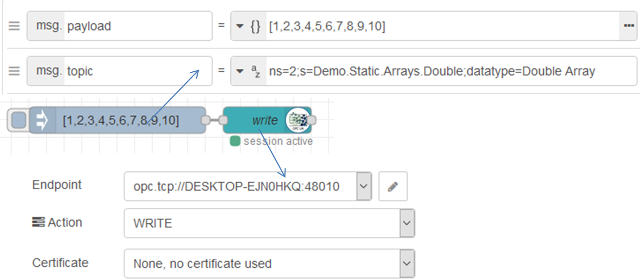 msg. payload = {} [1,2,3,4,5,6,7,8,9,10]
msg. topic = az ns=2;s=Demo.Static.Arrays.Double;datatype=Double Array
[1,2,3,4,5,6,7,8,9,10] write
session active
Endpoint opc.tcp://DESKTOP-EJN0HKQ:48010
Action WRITE
Certificate None, no certificate used